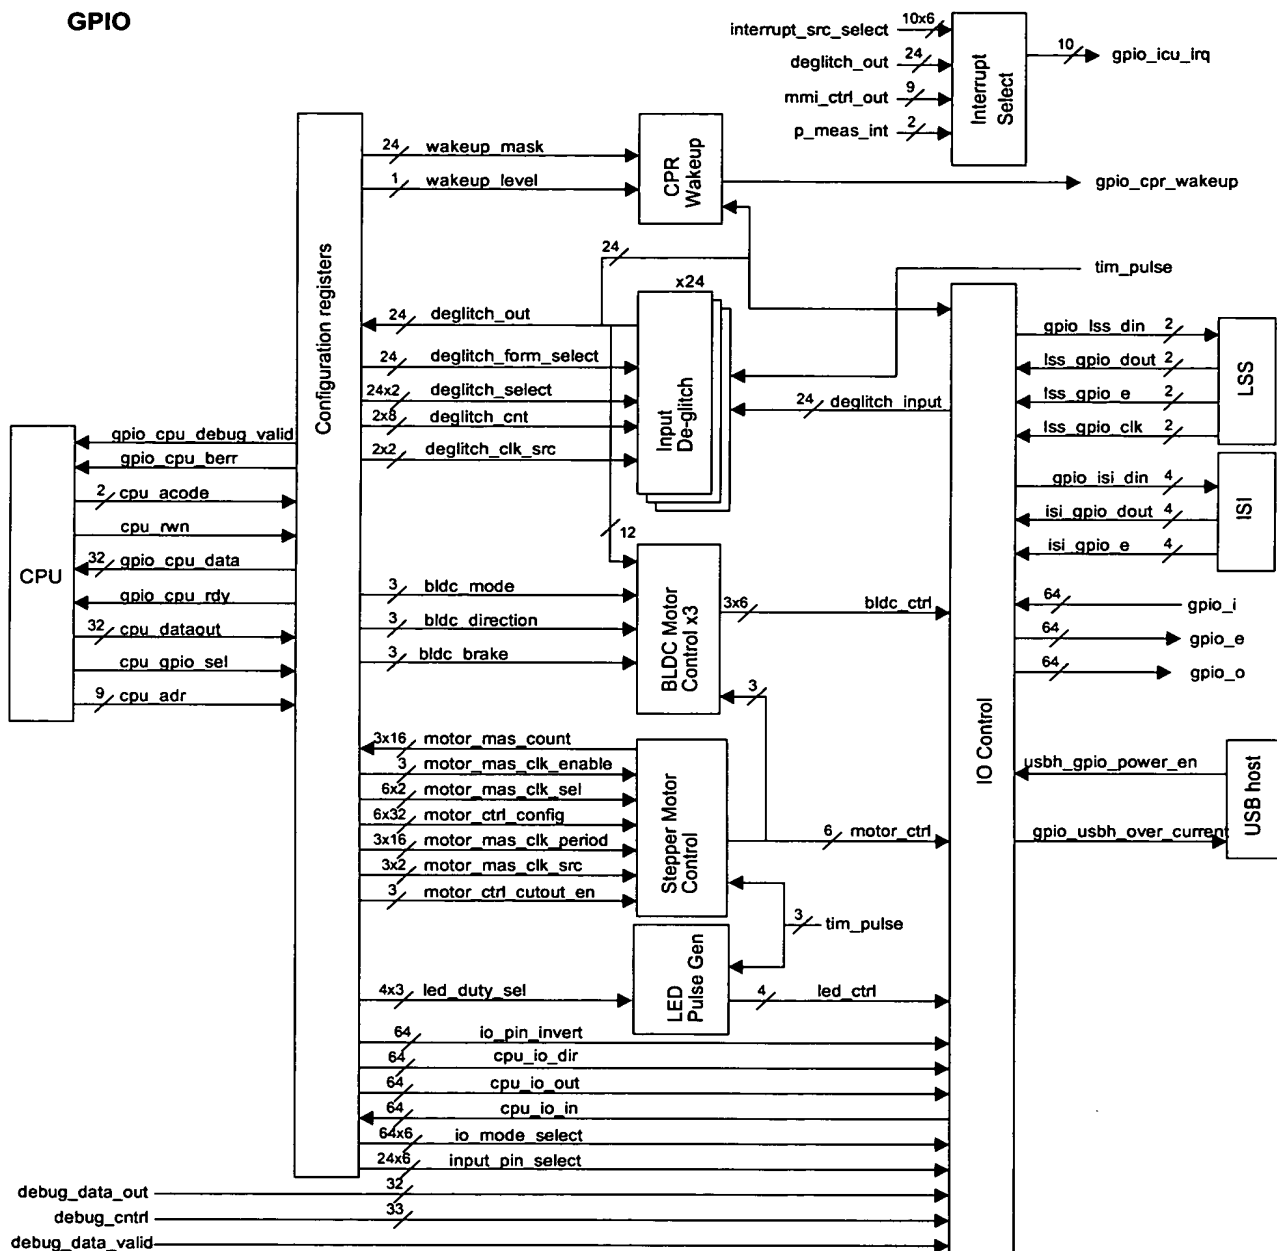 GPIO
interrupt_src_select 10x6
deglitch_out 24
mmi_ctrl_out 9
p_meas_int 2
Interrupt Select
10 gpio_icu_irq
Configuration registers
24 wakeup_mask
1 wakeup_level
CPR Wakeup
gpio_cpr_wakeup
24
tim_pulse
x24
24 deglitch_out
24 deglitch_form_select
24x2 deglitch_select
2x8 deglitch_cnt
2x2 deglitch_clk_src
Input De-glitch
24 deglitch_input
12
CPU
gpio_cpu_debug_valid
gpio_cpu_berr
2 cpu_acode
cpu_rwn
32 gpio_cpu_data
gpio_cpu_rdy
32 cpu_dataout
cpu_gpio_sel
9 cpu_adr
3 bldc_mode
3 bldc_direction
3 bldc_brake
BLDC Motor Control x3
3x6 bldc_ctrl
3
3x16 motor_mas_count
3 motor_mas_clk_enable
6x2 motor_mas_clk_sel
6x32 motor_ctrl_config
3x16 motor_mas_clk_period
3x2 motor_mas_clk_src
3 motor_ctrl_cutout_en
Stepper Motor Control
6 motor_ctrl
3 tim_pulse
4x3 led_duty_sel
LED Pulse Gen
4 led_ctrl
64 io_pin_invert
64 cpu_io_dir
64 cpu_io_out
64 cpu_io_in
64x6 io_mode_select
24x6 input_pin_select
debug_data_out 32
debug_cntrl 33
debug_data_valid
IO Control
gpio_lss_din 2
lss_gpio_dout 2
lss_gpio_e 2
lss_gpio_clk 2
LSS
gpio_isi_din 4
isi_gpio_dout 4
isi_gpio_e 4
ISI
64 gpio_i
64 gpio_e
64 gpio_o
usbh_gpio_power_en
gpio_usbh_over_current
USB host